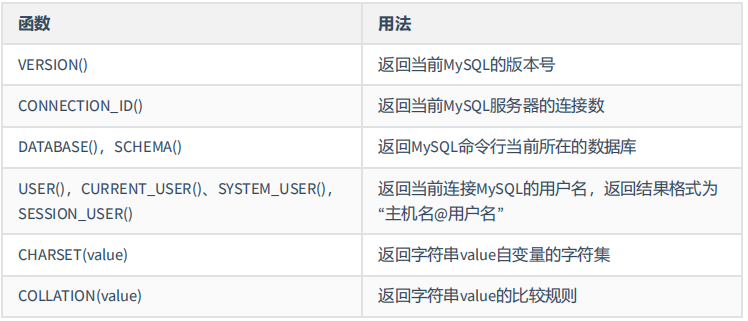 函数 用法
VERSION() 返回当前MySQL的版本号
CONNECTION_ID() 返回当前MySQL服务器的连接数
DATABASE()，SCHEMA() 返回MySQL命令行当前所在的数据库
USER()，CURRENT_USER()、SYSTEM_USER()，
SESSION_USER()
返回当前连接MySQL的用户名，返回结果格式为
“主机名@用户名”
CHARSET(value) 返回字符串value自变量的字符集
COLLATION(value) 返回字符串value的比较规则